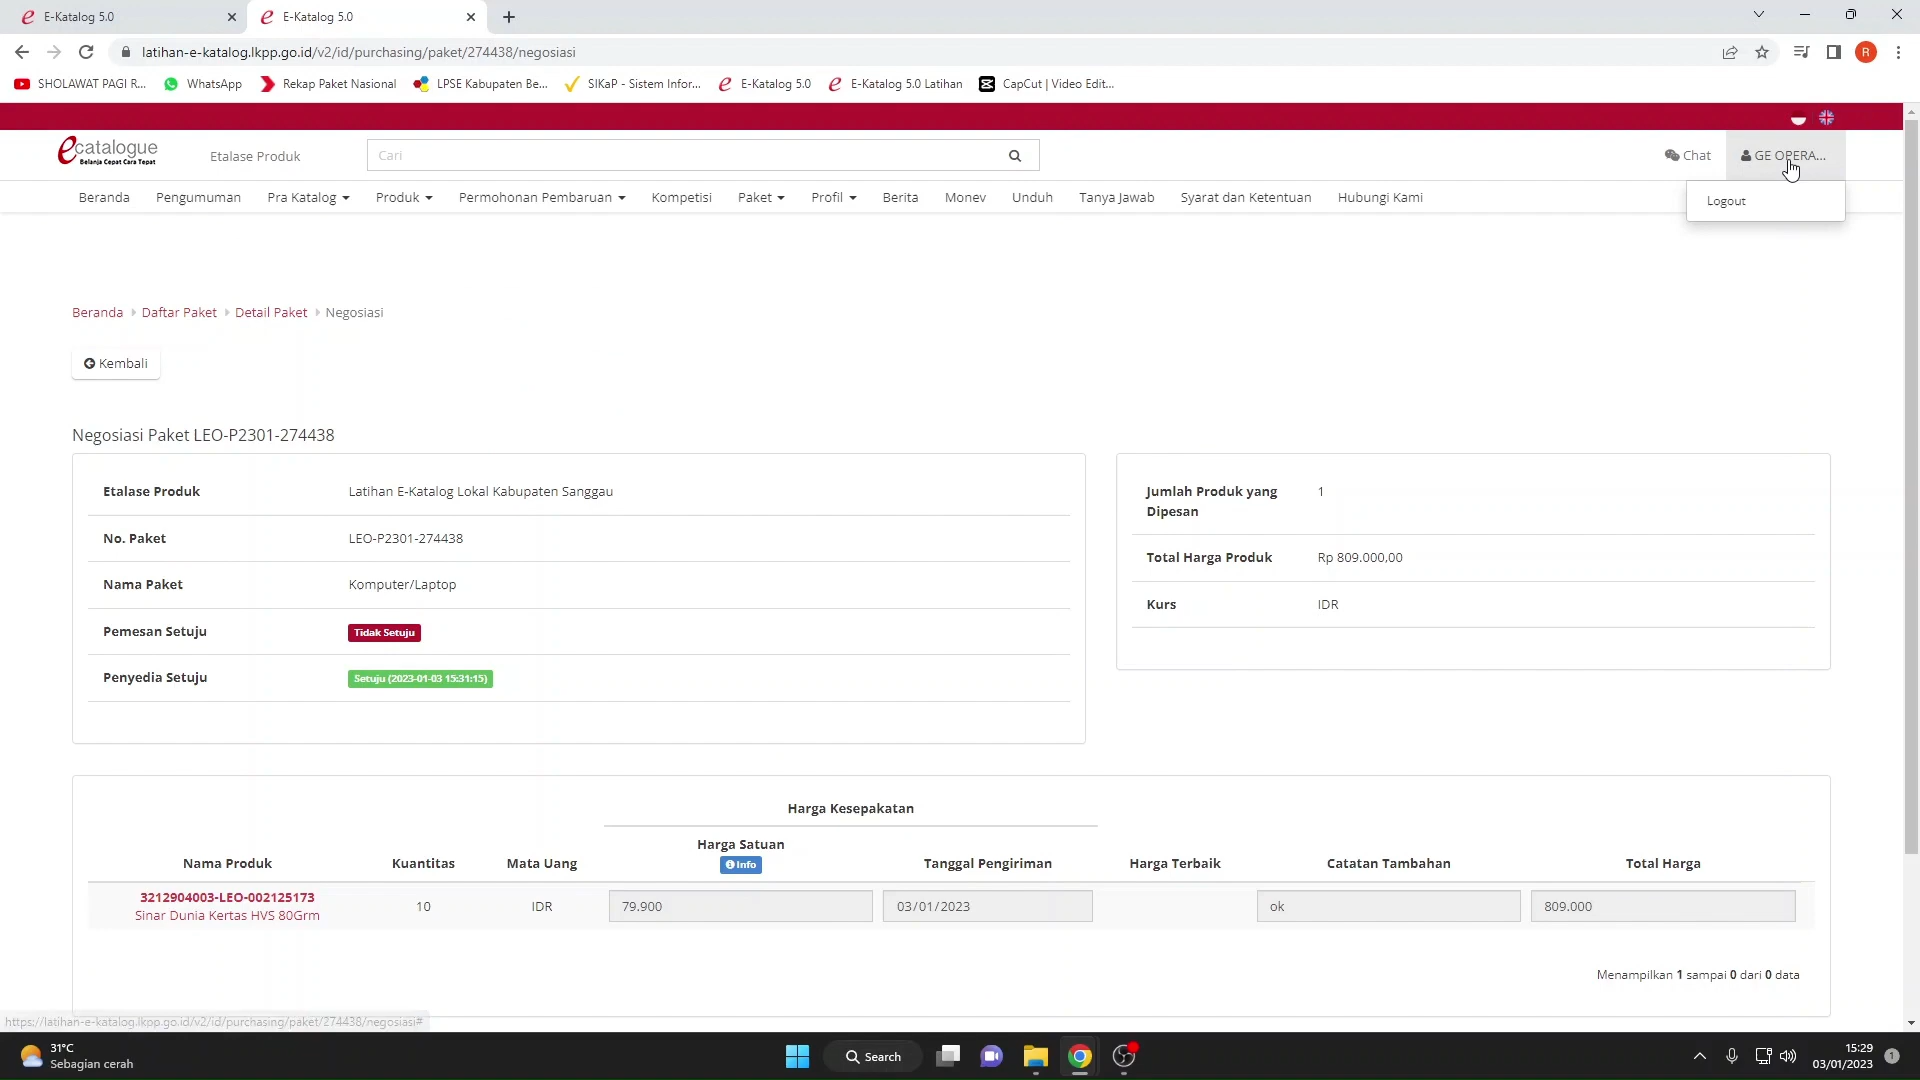 E-Katalog 5.0
E-Katalog 5.0
latihan-e-katalog.lkpp.go.id/v2/id/purchasing/paket/274438/negosiasi
R
SHOLAWAT PAGI R... WhatsApp Rekap Paket Nasional LPSE Kabupaten Be... SIKaP - Sistem Infor... E-Katalog 5.0 E-Katalog 5.0 Latihan CapCut | Video Edit...
ecatalogue
Belanja Cepat Cara Tepat
Etalase Produk
Cari
Chat
GE OPERA...
Beranda Pengumuman Pra Katalog Produk Permohonan Pembaruan Kompetisi Paket Profil Berita Monev Unduh Tanya Jawab Syarat dan Ketentuan Hubungi Kami
Logout
Beranda Daftar Paket Detail Paket Negosiasi
Kembali
Negosiasi Paket LEO-P2301-274438
Etalase Produk Latihan E-Katalog Lokal Kabupaten Sanggau
No. Paket LEO-P2301-274438
Nama Paket Komputer/Laptop
Pemesan Setuju Tidak Setuju
Penyedia Setuju Setuju (2023-01-03 15:31:15)
Jumlah Produk yang 1
Dipesan
Total Harga Produk Rp 809.000,00
Kurs IDR
Harga Kesepakatan
Harga Satuan
Info
Nama Produk Kuantitas Mata Uang Tanggal Pengiriman Harga Terbaik Catatan Tambahan Total Harga
3212904003-LEO-002125173
Sinar Dunia Kertas HVS 80Grm
10 IDR 79.900 03/01/2023 ok 809.000
Menampilkan 1 sampai 0 dari 0 data
https://latihan-e-katalog.lkpp.go.id/v2/id/purchasing/paket/274438/negosiasi#
31°C
Sebagian cerah
Search
15:29
03/01/2023
1